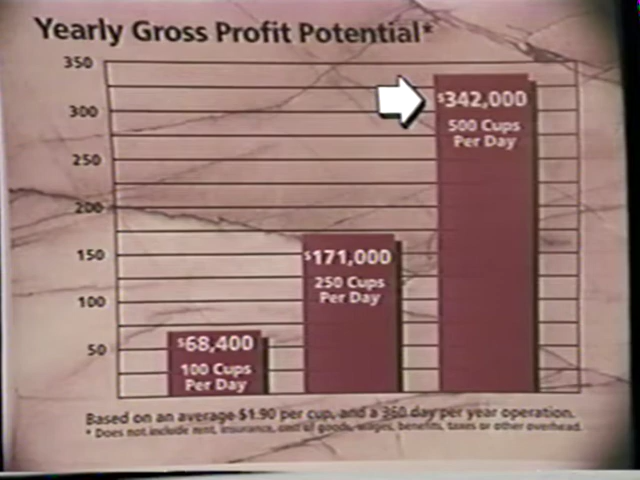 Yearly Gross Profit Potential*
350
300
250
200
150
100
50
$342,000
500 Cups
Per Day
$171,000
250 Cups
Per Day
$68,400
100 Cups
Per Day
Based on an average $1.90 per cup, and a 360 day per year operation.
* Does not include rent, insurance, cost of goods, wages, benefits, taxes or other overhead.